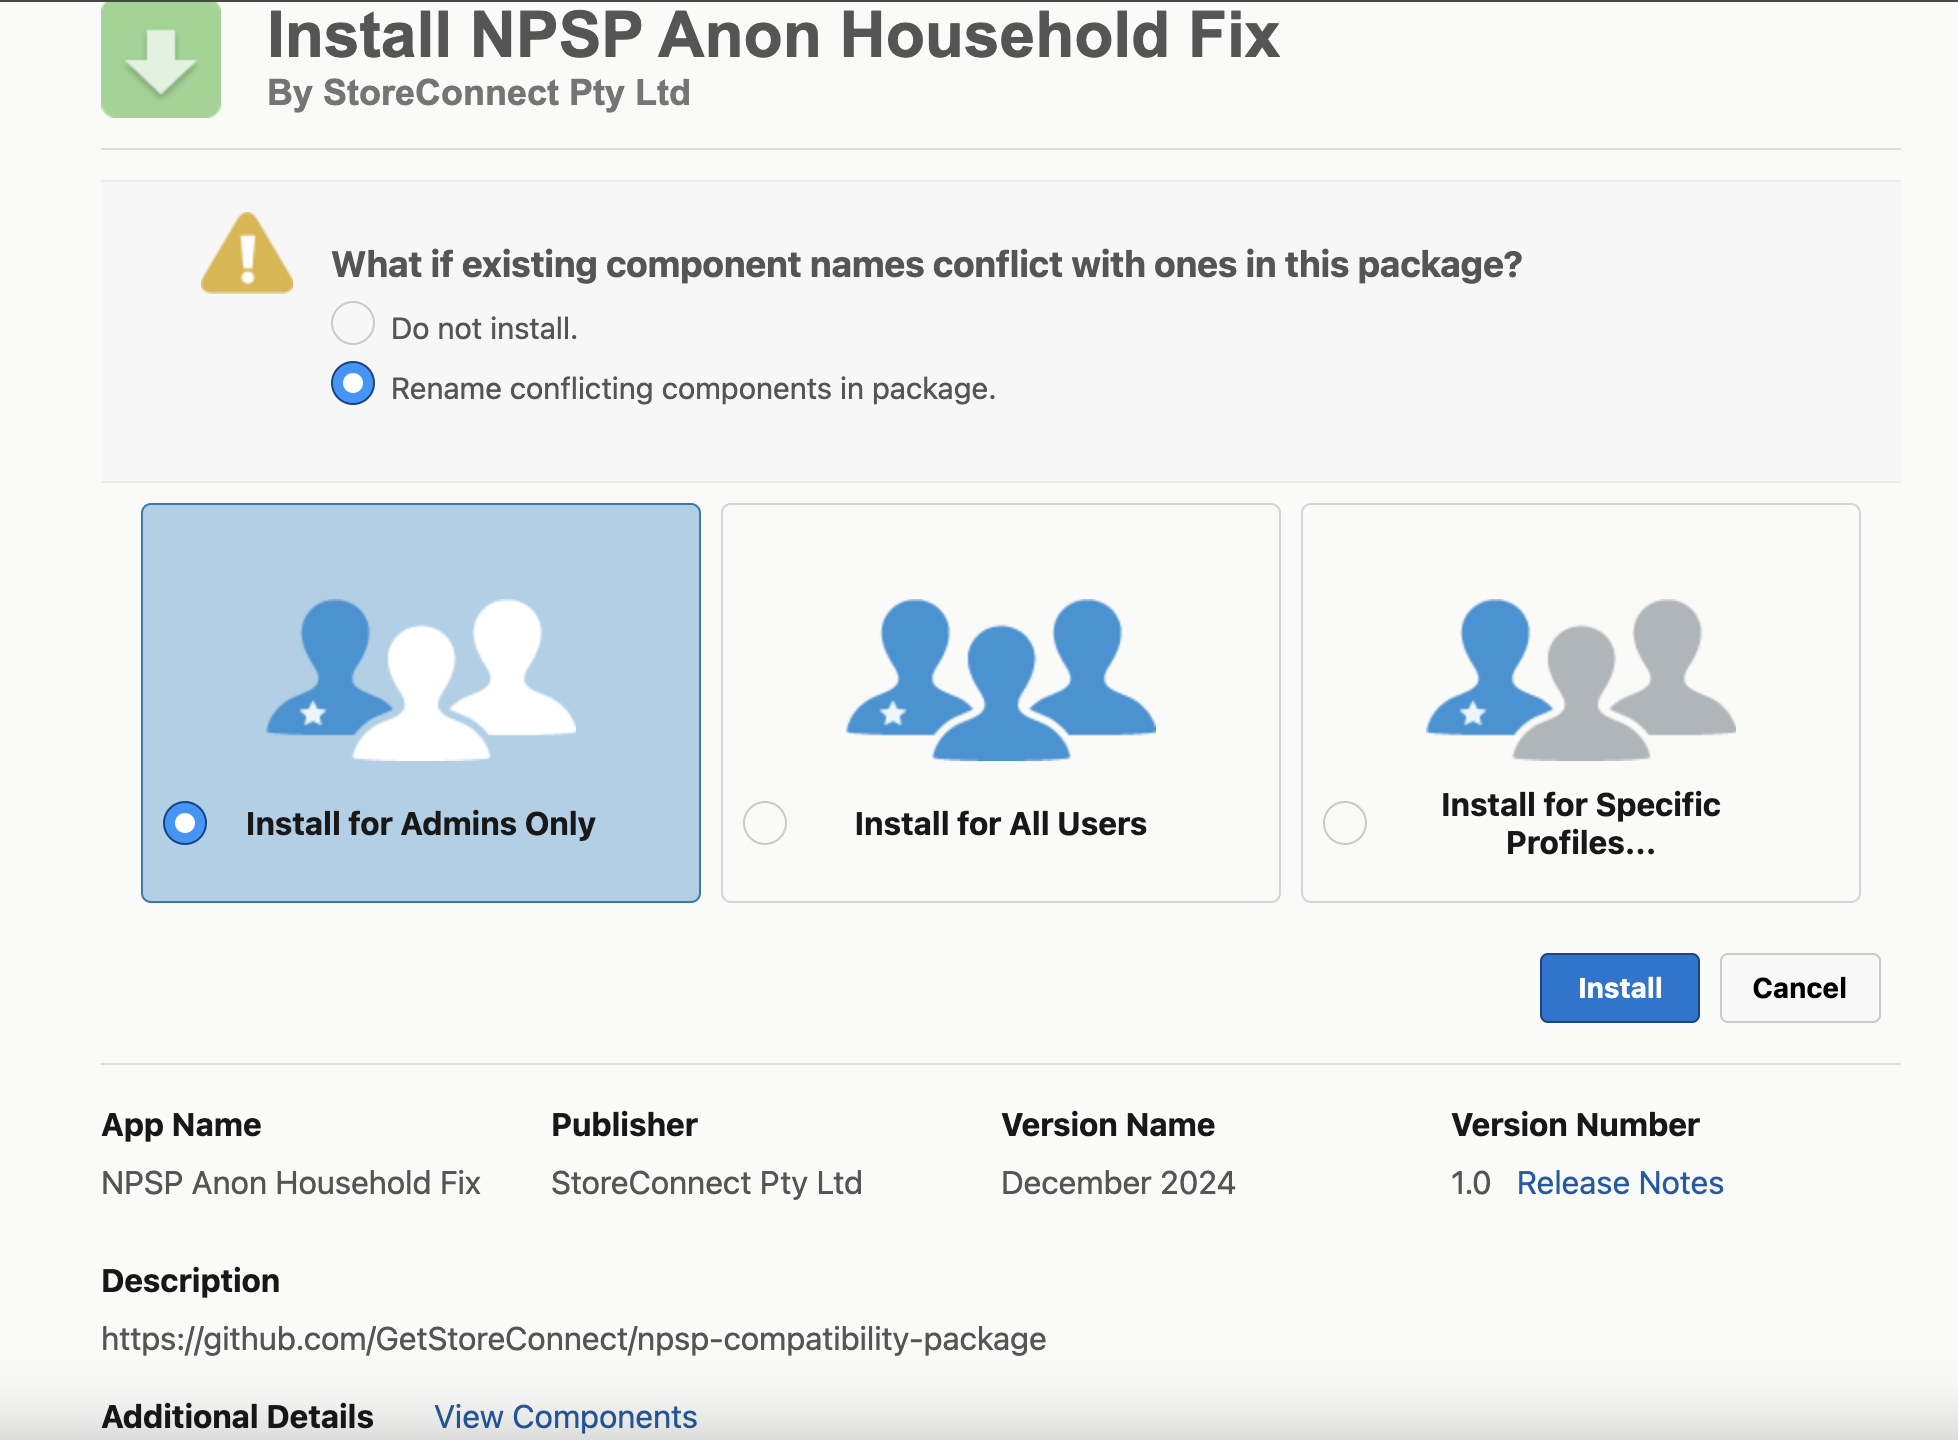 Install NPSP Anon Household Fix
By StoreConnect Pty Ltd
What if existing component names conflict with ones in this package?
Do not install.
Rename conflicting components in package.
Install for Admins Only
Install for All Users
Install for Specific
Profiles...
Install
Cancel
App Name
Publisher
Version Name
Version Number
NPSP Anon Household Fix
StoreConnect Pty Ltd
December 2024
1.0 Release Notes
Description
https://github.com/GetStoreConnect/npsp-compatibility-package
Additional Details
View Components